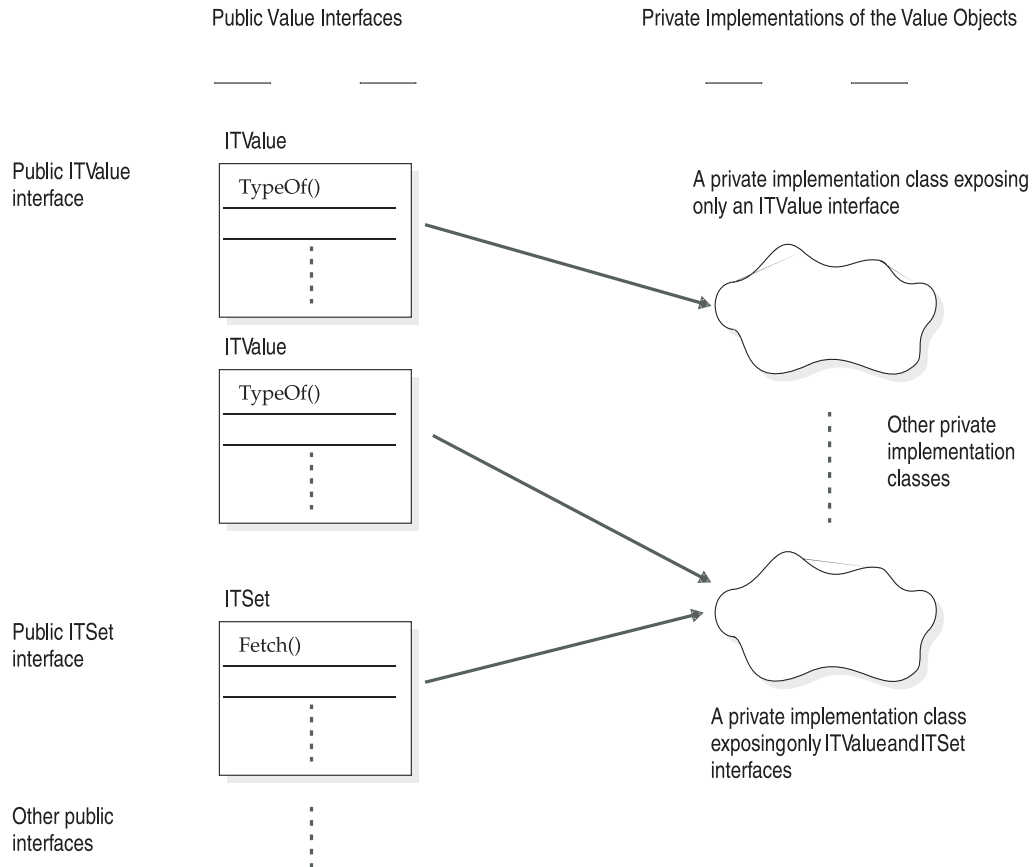 Public Value Interfaces
Private Implementations of the Value Objects
ITValue
Public ITValue
interface
TypeOf()
A private implementation class exposing
only an ITValue interface
ITValue
TypeOf()
Other private
implementation
classes
ITSet
Public ITSet
interface
Fetch()
A private implementation class
exposingonly ITValueandITSet
interfaces
Other public
interfaces